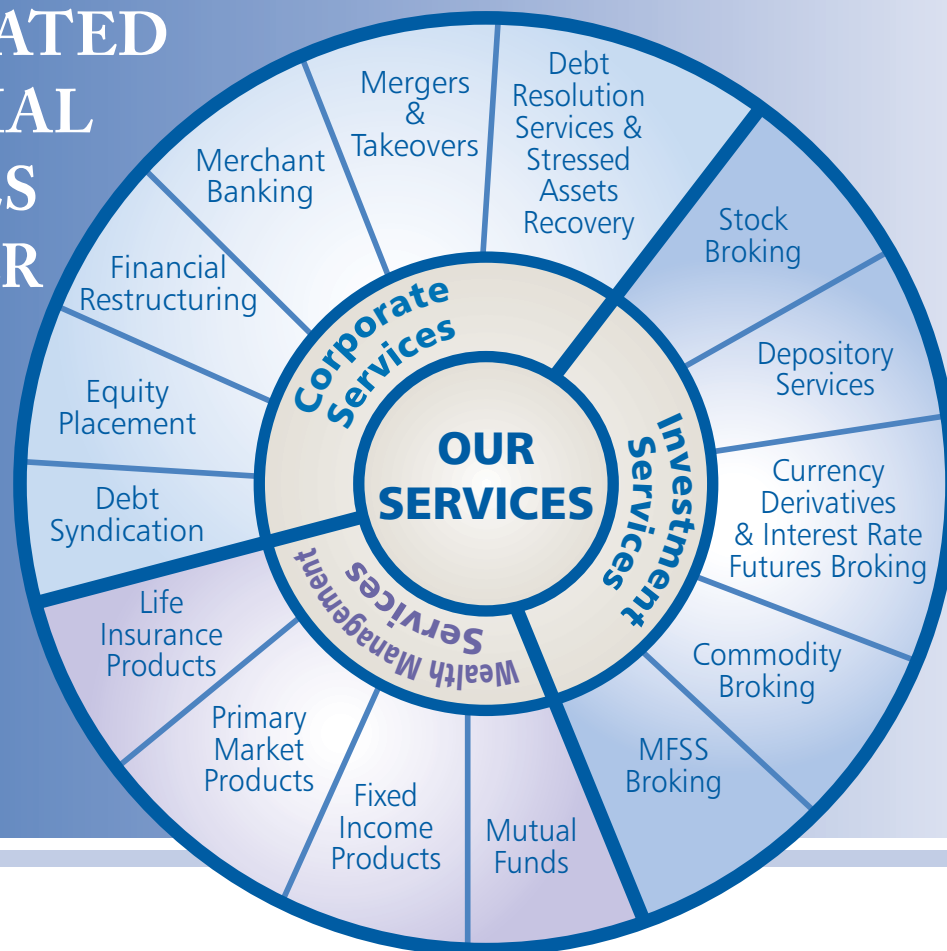 ATED
IAL
ES
R
OUR
SERVICES
Corporate
Services
Debt
Syndication
Equity
Placement
Financial
Restructuring
Merchant
Banking
Mergers
&
Takeovers
Debt
Resolution
Services &
Stressed
Assets
Recovery
Investment
Services
Stock
Broking
Depository
Services
Currency
Derivatives
& Interest Rate
Futures Broking
Commodity
Broking
MFSS
Broking
Wealth Management
Services
Mutual
Funds
Fixed
Income
Products
Primary
Market
Products
Life
Insurance
Products